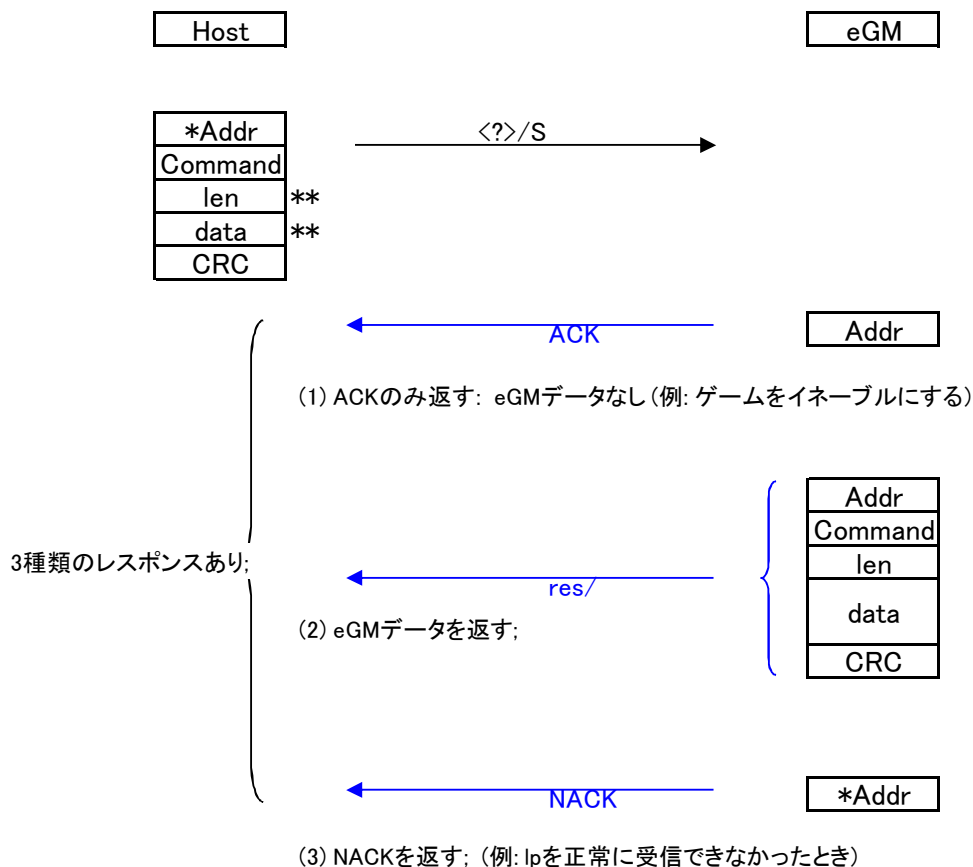 Host
eGM
*Addr
<?>/S
Command
len **
data **
CRC
ACK
Addr
(1) ACKのみ返す: eGMデータなし(例: ゲームをイネーブルにする)
Addr
Command
len
data
CRC
3種類のレスポンスあり;
res/
(2) eGMデータを返す;
NACK
*Addr
(3) NACKを返す; (例: lpを正常に受信できなかったとき)